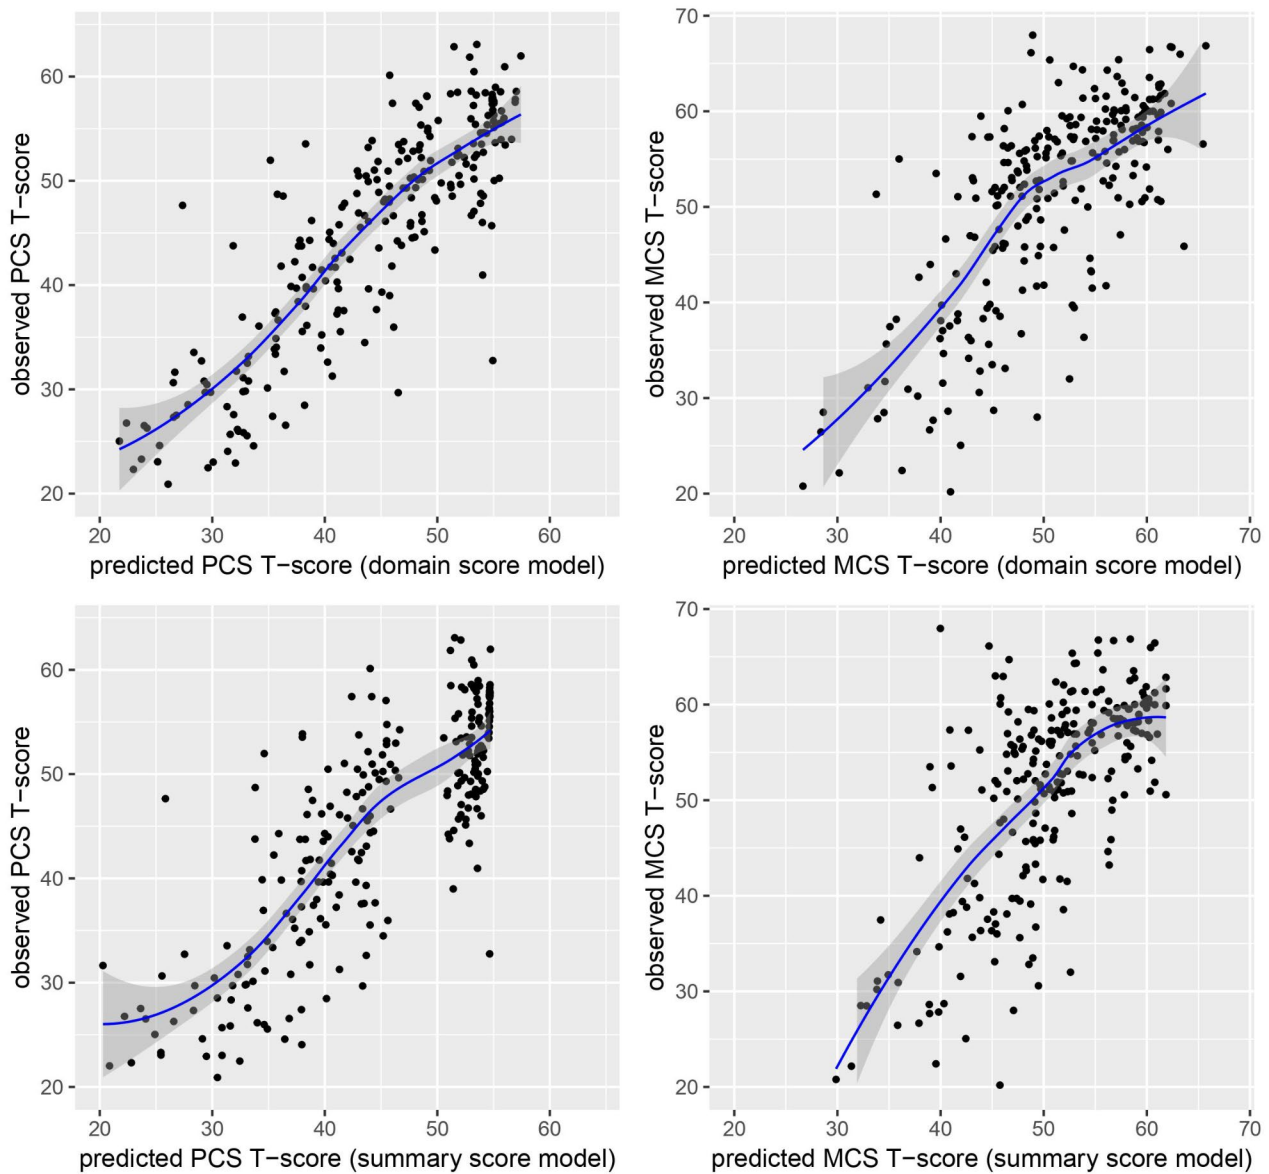 60
50
40
30
20
observed PCS T−score
20 30 40 50 60
predicted PCS T−score (domain score model)
70
60
50
40
30
20
observed MCS T−score
20 30 40 50 60 70
predicted MCS T−score (domain score model)
60
50
40
30
20
observed PCS T−score
20 30 40 50 60
predicted PCS T−score (summary score model)
70
60
50
40
30
20
observed MCS T−score
20 30 40 50 60 70
predicted MCS T−score (summary score model)